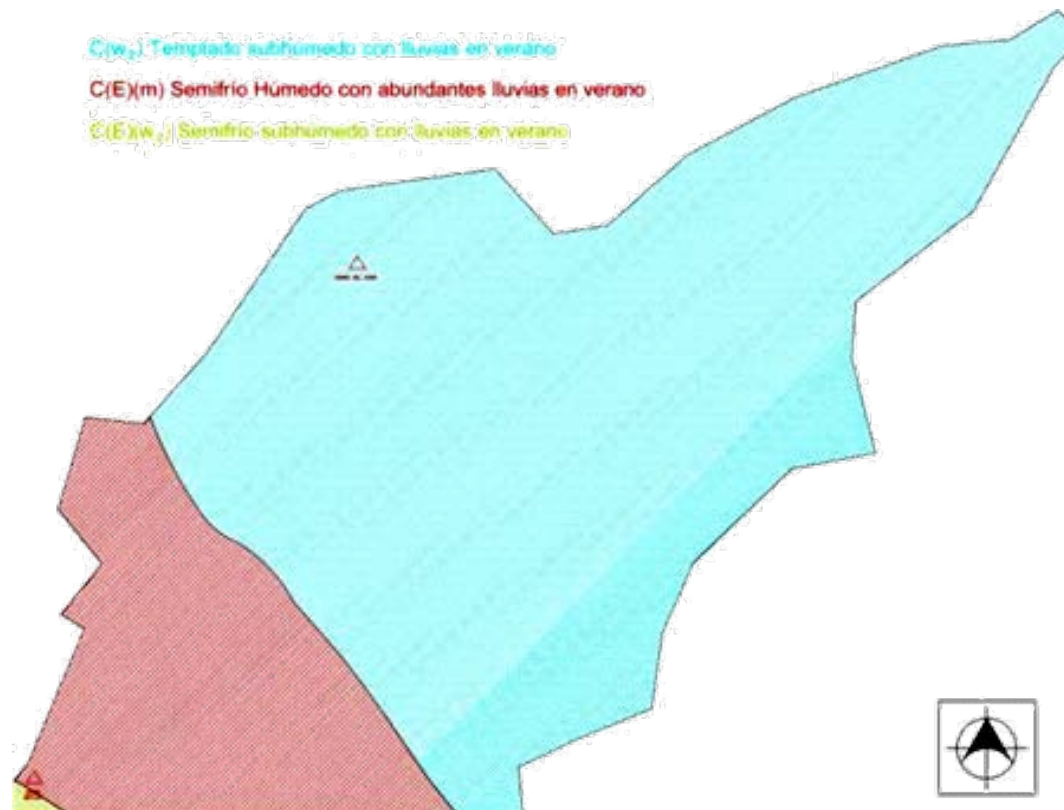 C(w₂) Templado subhúmedo con lluvias en verano
C(E)(m) Semifrío Húmedo con abundantes lluvias en verano
C(E)(w₂) Semifrío subhúmedo con lluvias en verano